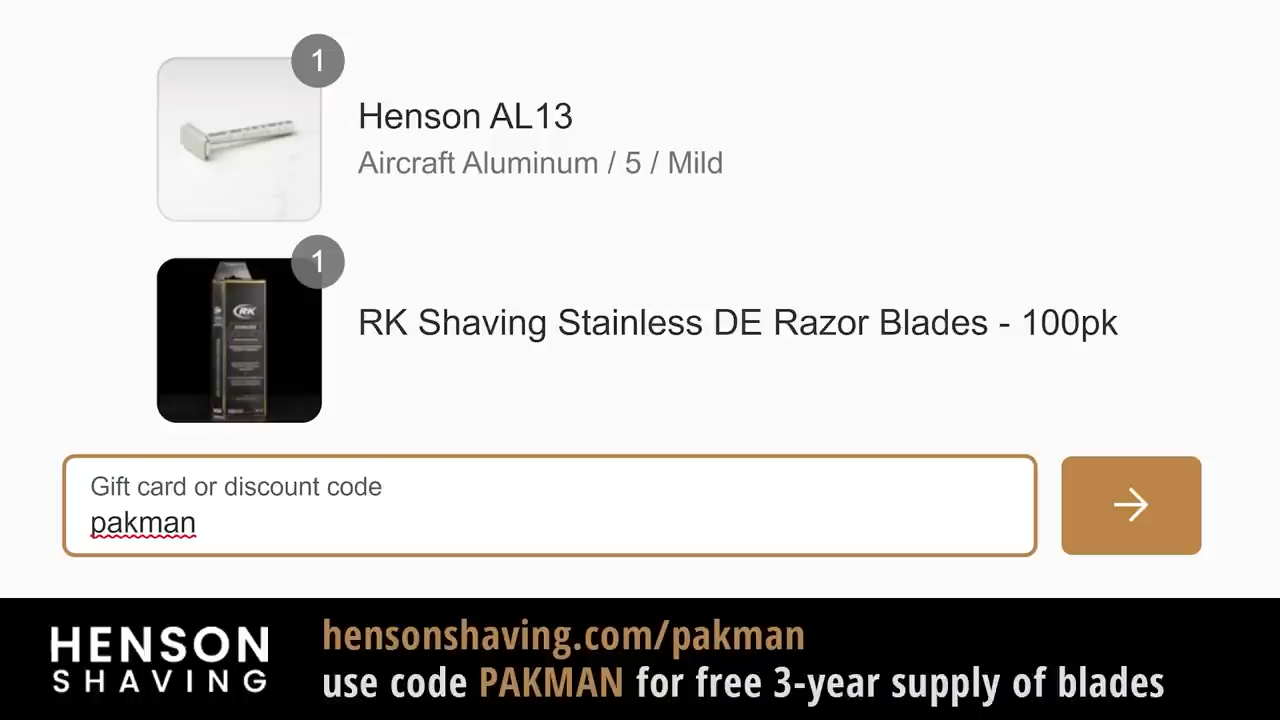 1
Henson AL13
Aircraft Aluminum / 5 / Mild
1
RK
RK Shaving Stainless DE Razor Blades - 100pk
Gift card or discount code
pakman
HENSON
SHAVING
hensonshaving.com/pakman
use code PAKMAN for free 3-year supply of blades